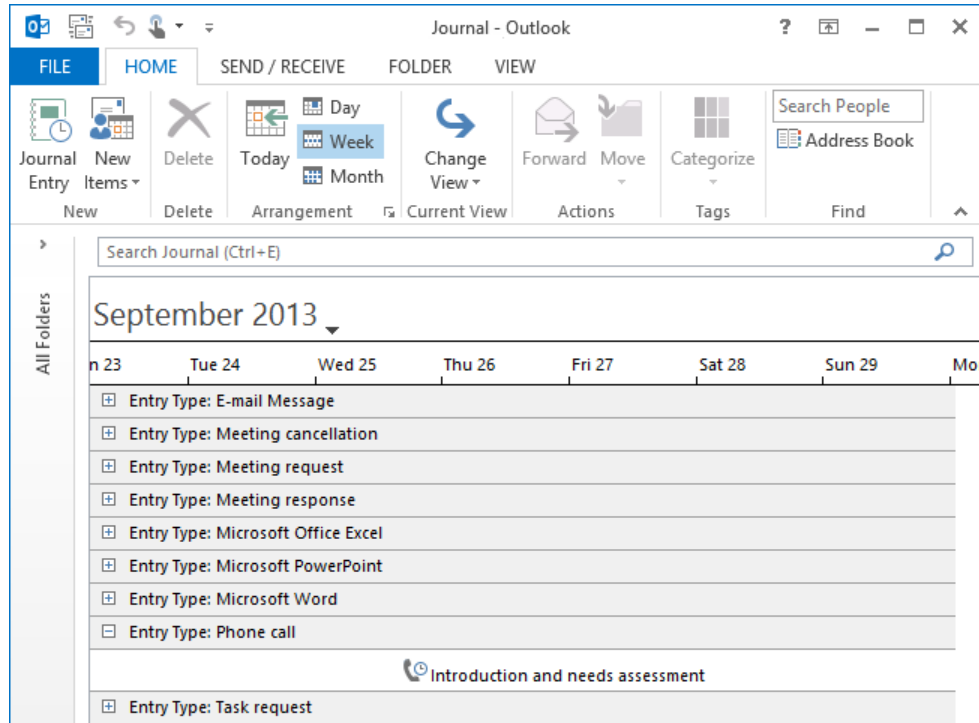 Journal - Outlook
?
FILE HOME SEND / RECEIVE FOLDER VIEW
Journal Entry
New Items
Delete
Today
Day
Week
Month
Change View
Forward
Move
Categorize
Search People
Address Book
New Delete Arrangement Current View Actions Tags Find
Search Journal (Ctrl+E)
All Folders
September 2013
n 23 Tue 24 Wed 25 Thu 26 Fri 27 Sat 28 Sun 29 Mo
Entry Type: E-mail Message
Entry Type: Meeting cancellation
Entry Type: Meeting request
Entry Type: Meeting response
Entry Type: Microsoft Office Excel
Entry Type: Microsoft PowerPoint
Entry Type: Microsoft Word
Entry Type: Phone call
Introduction and needs assessment
Entry Type: Task request